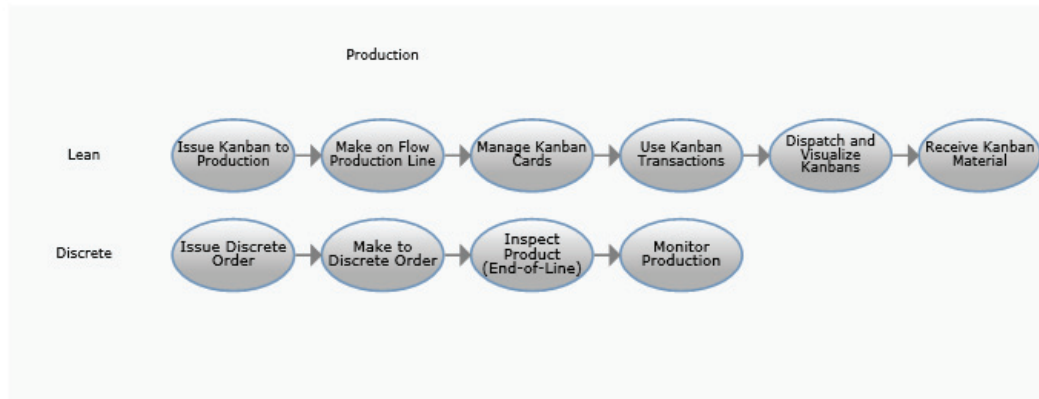 Production
Lean
Issue Kanban to
Production
Make on Flow
Production Line
Manage Kanban
Cards
Use Kanban
Transactions
Dispatch and
Visualize
Kanbans
Receive Kanban
Material
Discrete
Issue Discrete
Order
Make to
Discrete Order
Inspect
Product
(End-of-Line)
Monitor
Production